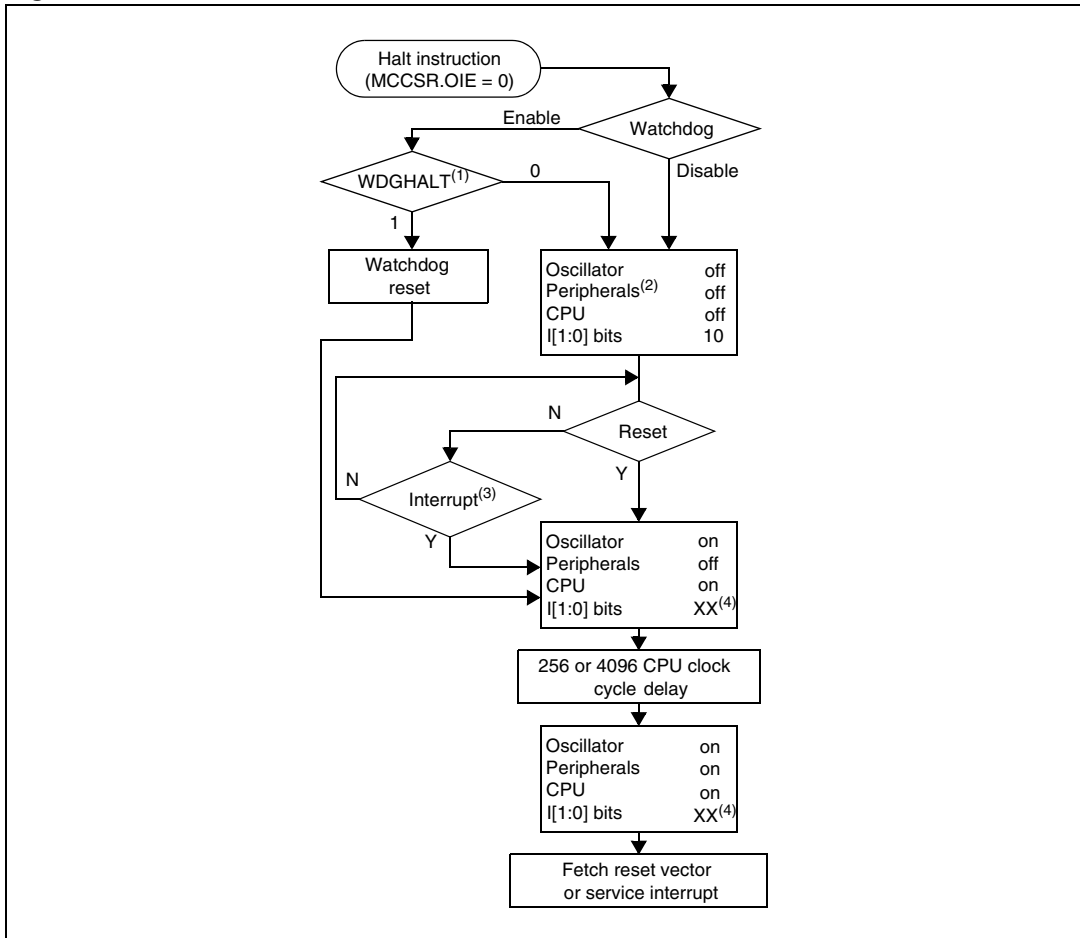 Halt instruction
(MCCSR.OIE = 0)
Watchdog
Enable
Disable
WDGHALT(1)
0
1
Watchdog
reset
Oscillator off
Peripherals(2) off
CPU off
I[1:0] bits 10
Reset
N
Y
Interrupt(3)
N
Y
Oscillator on
Peripherals off
CPU on
I[1:0] bits XX(4)
256 or 4096 CPU clock
cycle delay
Oscillator on
Peripherals on
CPU on
I[1:0] bits XX(4)
Fetch reset vector
or service interrupt